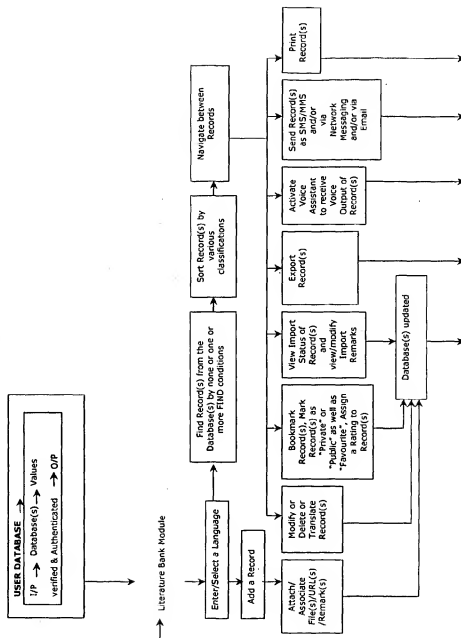 USER DATABASE
I/P → Database(s) → Values
verified & Authenticated → O/P
Literature Bank Module
Enter/Select a Language
Find Record(s) from the
Database(s) by none or one or
more FIND conditions
Sort Record(s) by
various
classifications
Navigate between
Records
Add a Record
Attach/
Associate
File(s)/URL(s)
/Remark(s)
Modify or
Delete or
Translate
Record(s)
Bookmark
Record(s), Mark
Record(s) as
"Private" or
"Public" as well as
"Favourite", Assign
a Rating to
Record(s)
View Import
Status of
Record(s)
and
view/modify
Import
Remarks
Export
Record(s)
Activate
Voice
Assistant
to receive
Voice
Output of
Record(s)
Send Record(s)
as SMS/MMS
and/or
via
Network
Messaging
and/or via
Email
Print
Record(s)
Database(s) updated